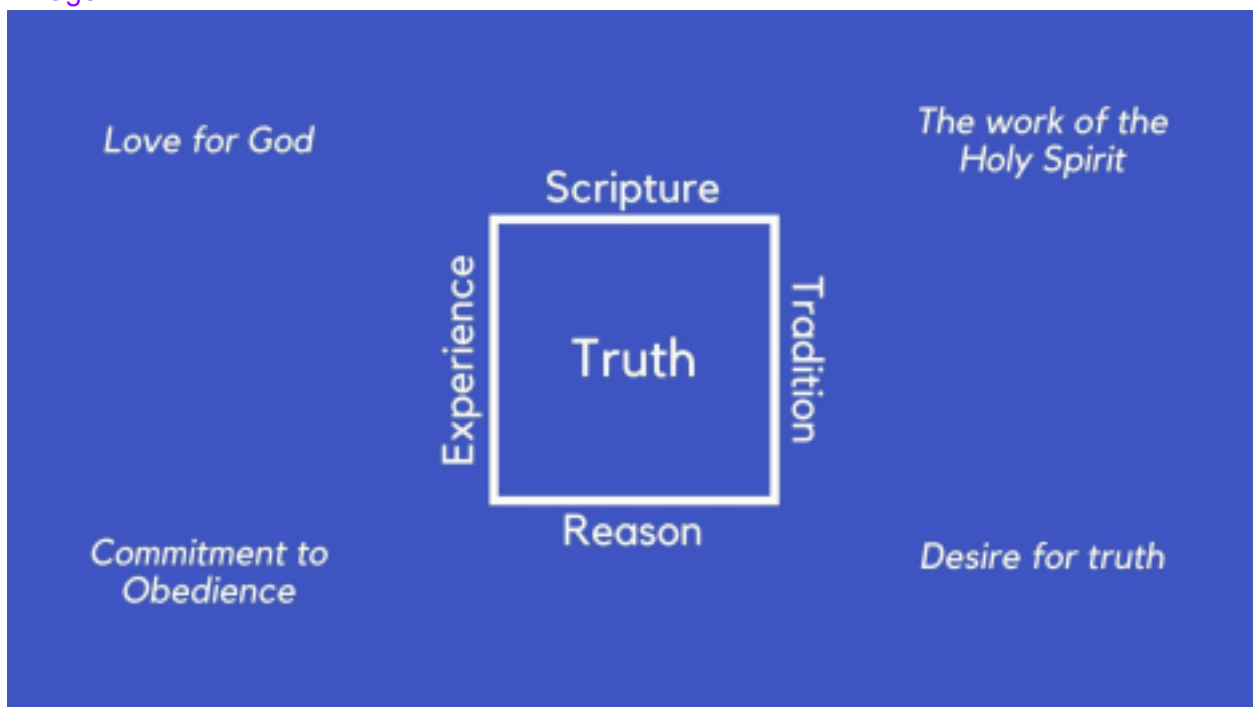 Love for God
The work of the
Holy Spirit
Scripture
Experience
Truth
Tradition
Reason
Commitment to
Obedience
Desire for truth